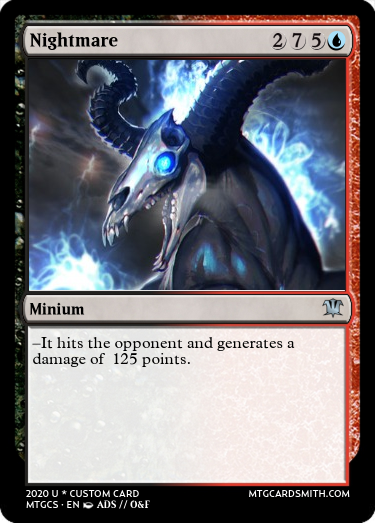 Nightmare 2 7 5
Minium
–It hits the opponent and generates a
damage of 125 points.
2020 U * CUSTOM CARD
MTGCS · EN ADS // O&F
MTGCARDSMITH.COM